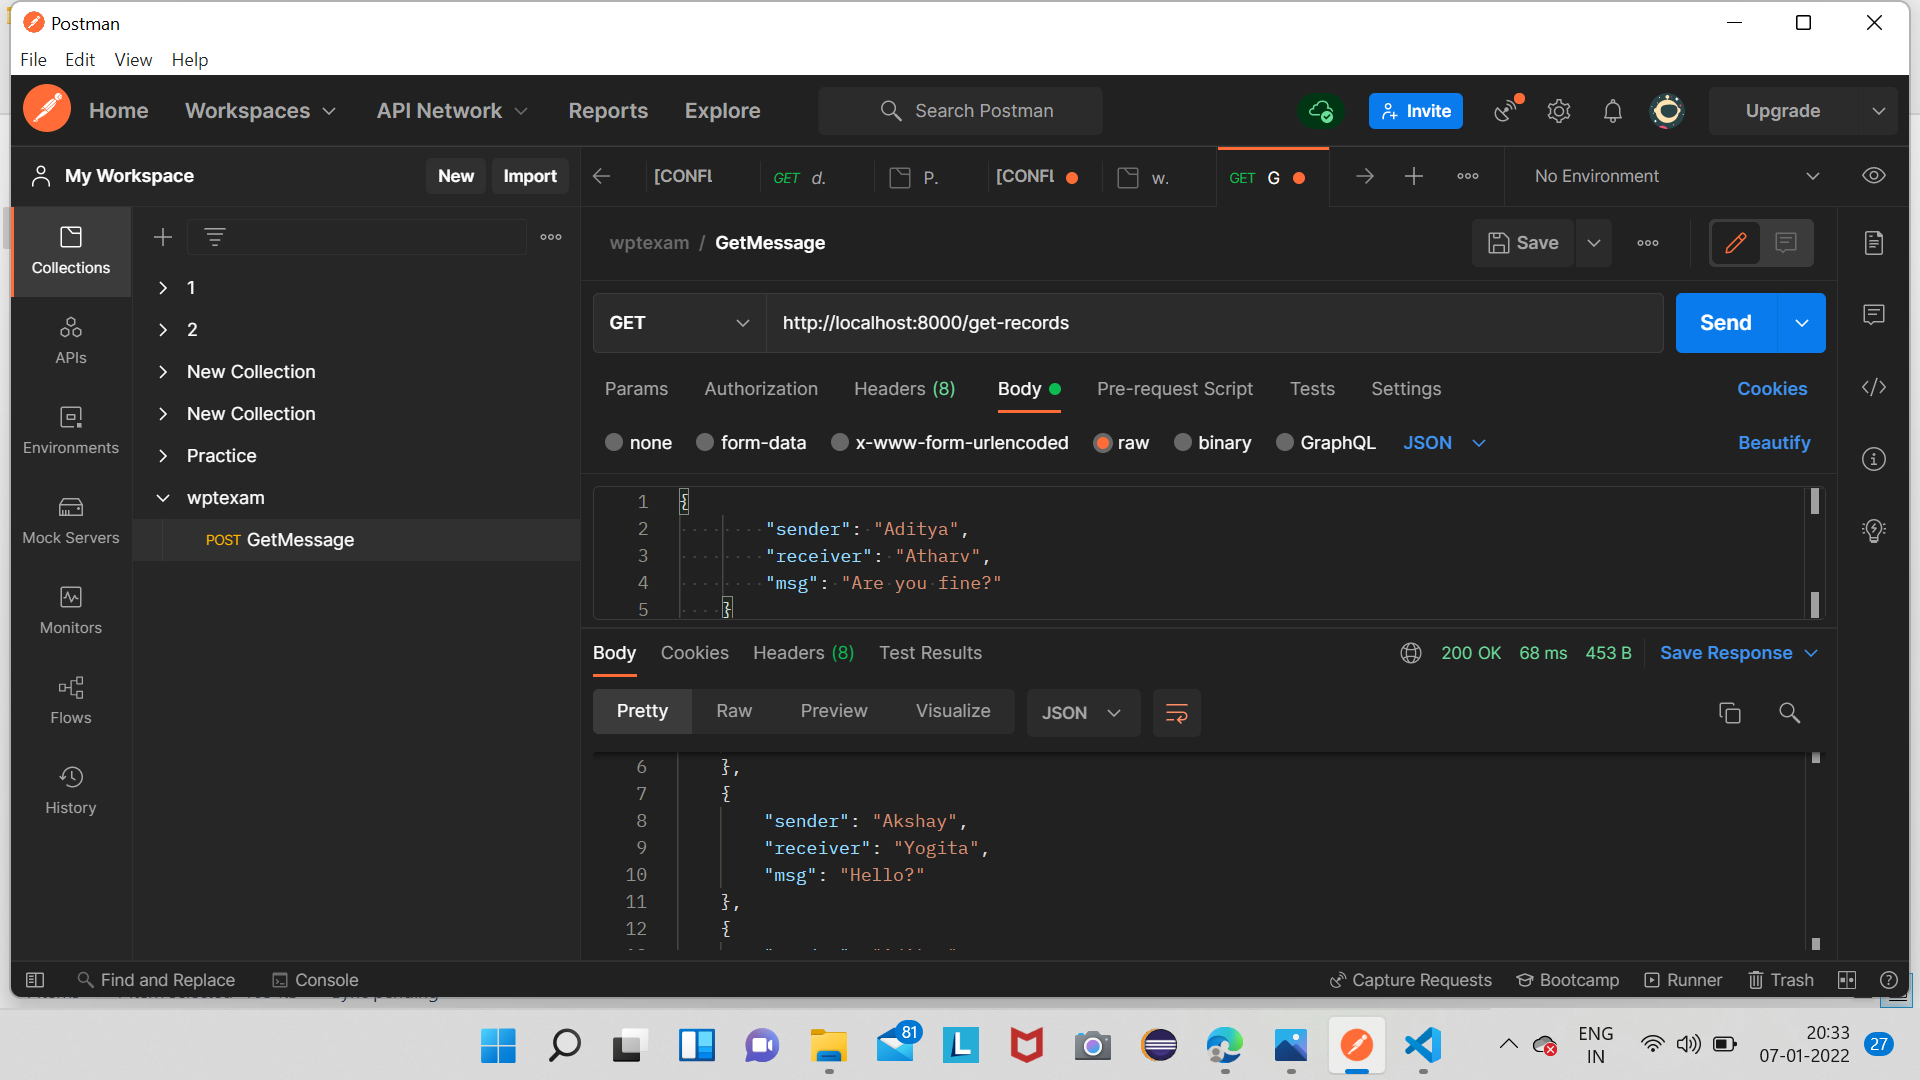 Postman
File Edit View Help
Home Workspaces API Network Reports Explore Search Postman Invite Upgrade
My Workspace New Import [CONFL GET d. P. [CONFL w. GET G No Environment
Collections
APIs
Environments
Mock Servers
Monitors
Flows
History
1
2
New Collection
New Collection
Practice
wptexam
POST GetMessage
wptexam / GetMessage Save
GET http://localhost:8000/get-records Send
Params Authorization Headers (8) Body Pre-request Script Tests Settings Cookies
none form-data x-www-form-urlencoded raw binary GraphQL JSON Beautify
1 {
2 "sender": "Aditya",
3 "receiver": "Atharv",
4 "msg": "Are you fine?"
5 }
Body Cookies Headers (8) Test Results 200 OK 68 ms 453 B Save Response
Pretty Raw Preview Visualize JSON
6 },
7 {
8 "sender": "Akshay",
9 "receiver": "Yogita",
10 "msg": "Hello?"
11 },
12 {
Find and Replace Console Capture Requests Bootcamp Runner Trash
81
L
ENG
IN
20:33
07-01-2022
27